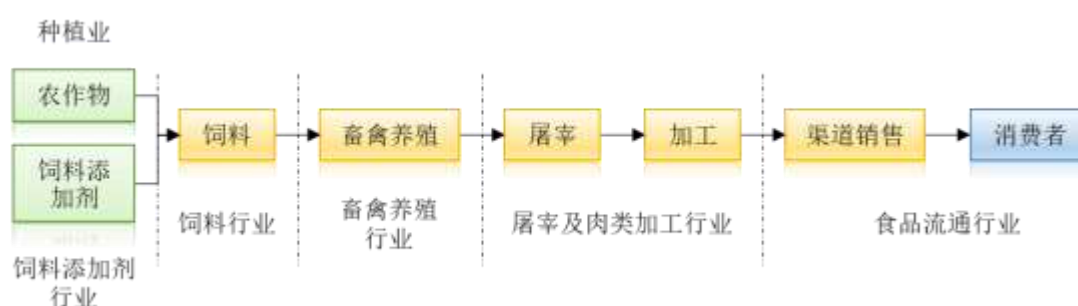 种植业
农作物
饲料添
加剂
饲料添加剂
行业
饲料
饲料行业
畜禽养殖
畜禽养殖
行业
屠宰
加工
屠宰及肉类加工行业
渠道销售
消费者
食品流通行业